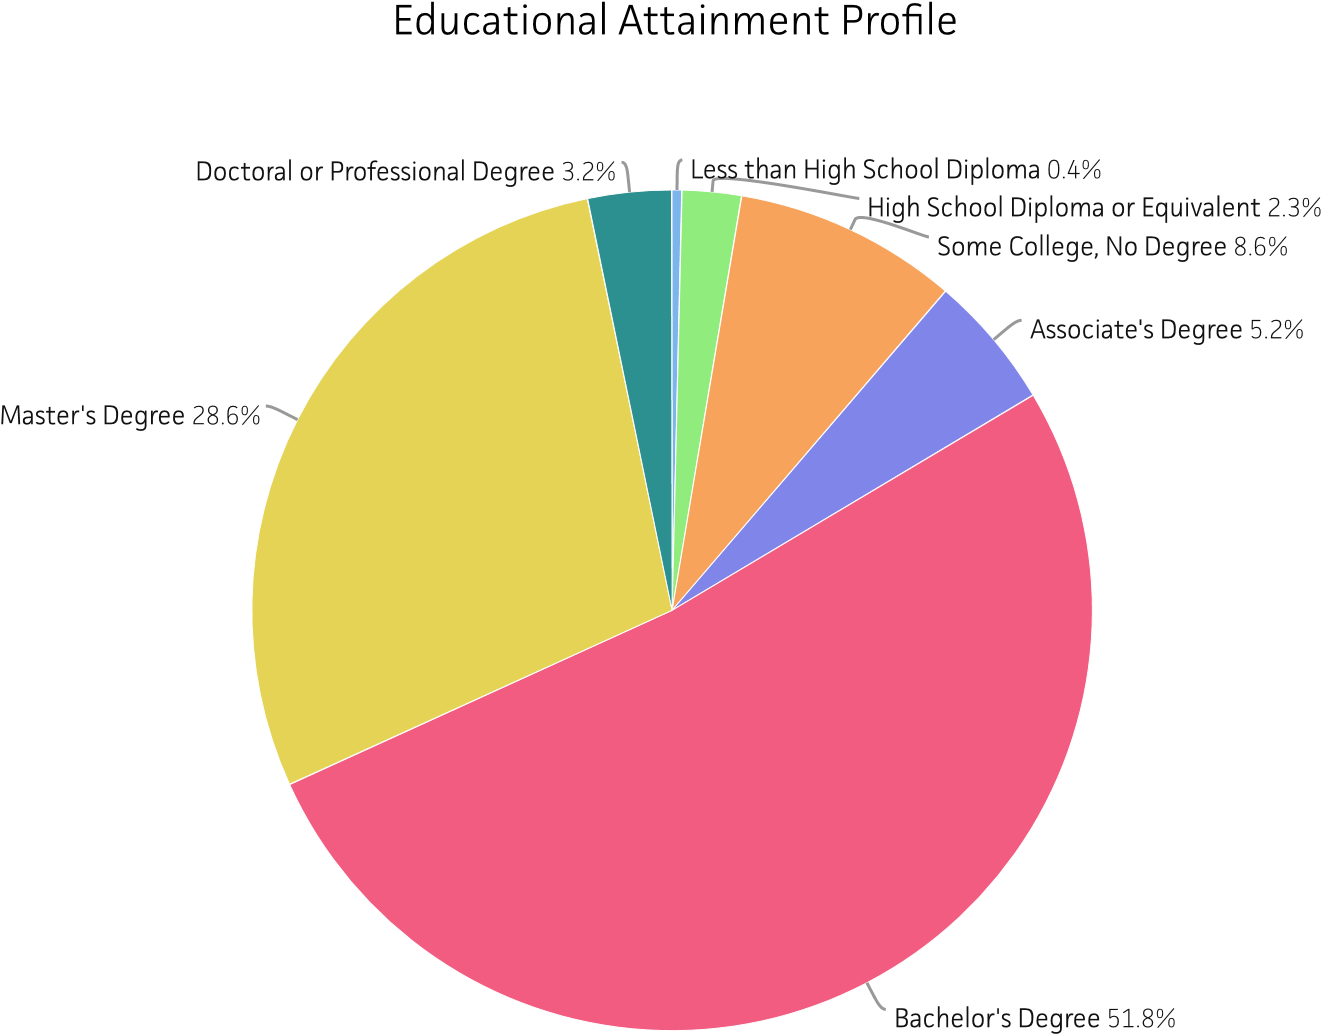 Educational Attainment Profile
Doctoral or Professional Degree 3.2%
Less than High School Diploma 0.4%
High School Diploma or Equivalent 2.3%
Some College, No Degree 8.6%
Associate's Degree 5.2%
Master's Degree 28.6%
Bachelor's Degree 51.8%